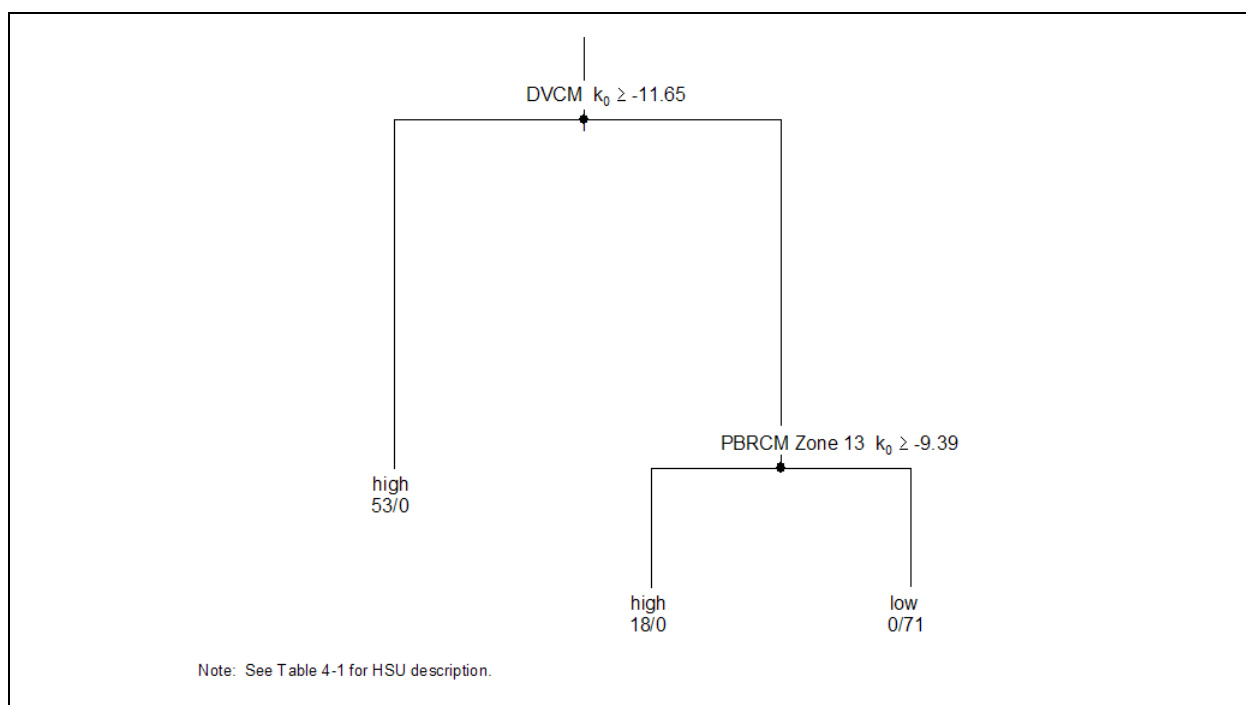 DVCM k₀ ≥ -11.65
PBRCM Zone 13 k₀ ≥ -9.39
high
53/0
high
18/0
low
0/71
Note: See Table 4-1 for HSU description.